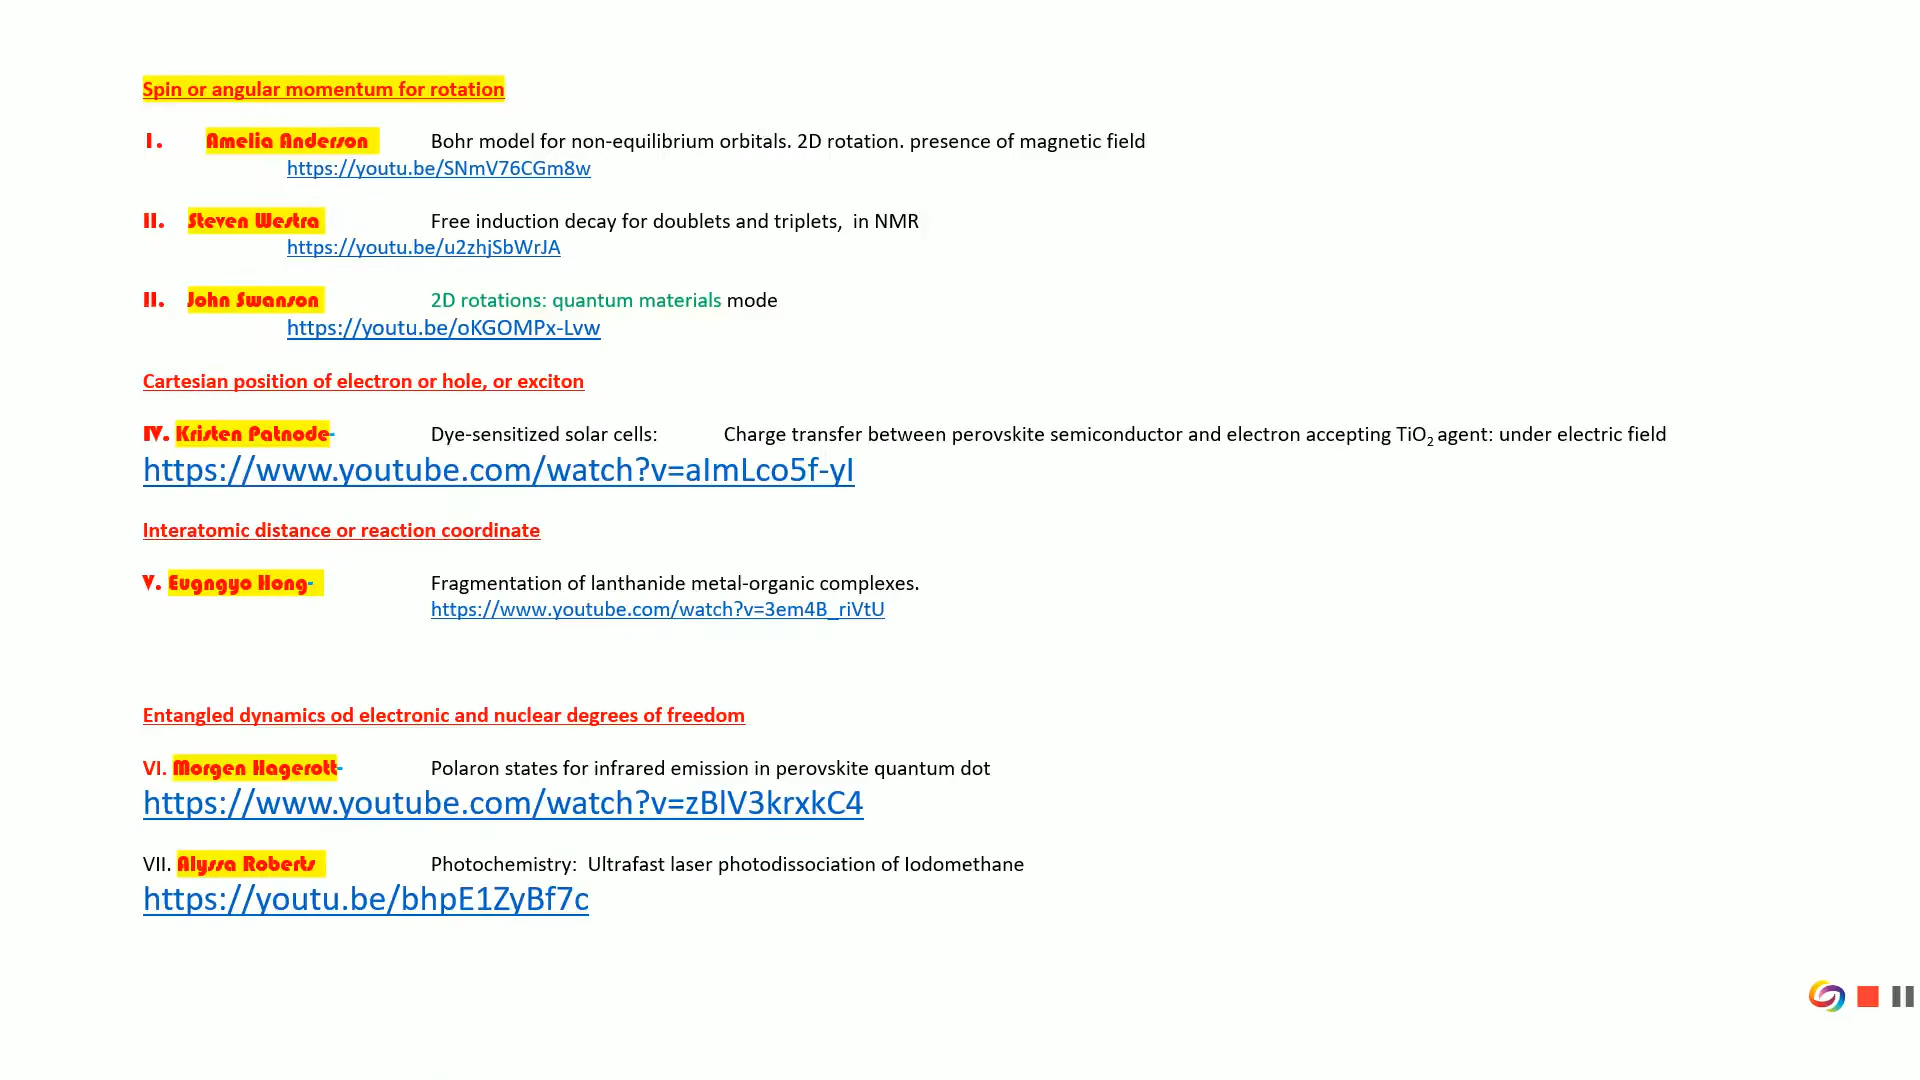 Spin or angular momentum for rotation
I. Amelia Anderson Bohr model for non-equilibrium orbitals. 2D rotation. presence of magnetic field
https://youtu.be/SNmV76CGm8w
II. Steven Westra Free induction decay for doublets and triplets, in NMR
https://youtu.be/u2zhjSbWrJA
II. John Swanson 2D rotations: quantum materials mode
https://youtu.be/oKGOMPx-Lvw
Cartesian position of electron or hole, or exciton
IV. Kristen Patnode- Dye-sensitized solar cells: Charge transfer between perovskite semiconductor and electron accepting TiO2 agent: under electric field
https://www.youtube.com/watch?v=aImLco5f-yI
Interatomic distance or reaction coordinate
V. Eugngyo Hong- Fragmentation of lanthanide metal-organic complexes.
https://www.youtube.com/watch?v=3em4B_riVtU
Entangled dynamics od electronic and nuclear degrees of freedom
VI. Morgen Hagerott- Polaron states for infrared emission in perovskite quantum dot
https://www.youtube.com/watch?v=zBlV3krxkC4
VII. Alyssa Roberts Photochemistry: Ultrafast laser photodissociation of Iodomethane
https://youtu.be/bhpE1ZyBf7c